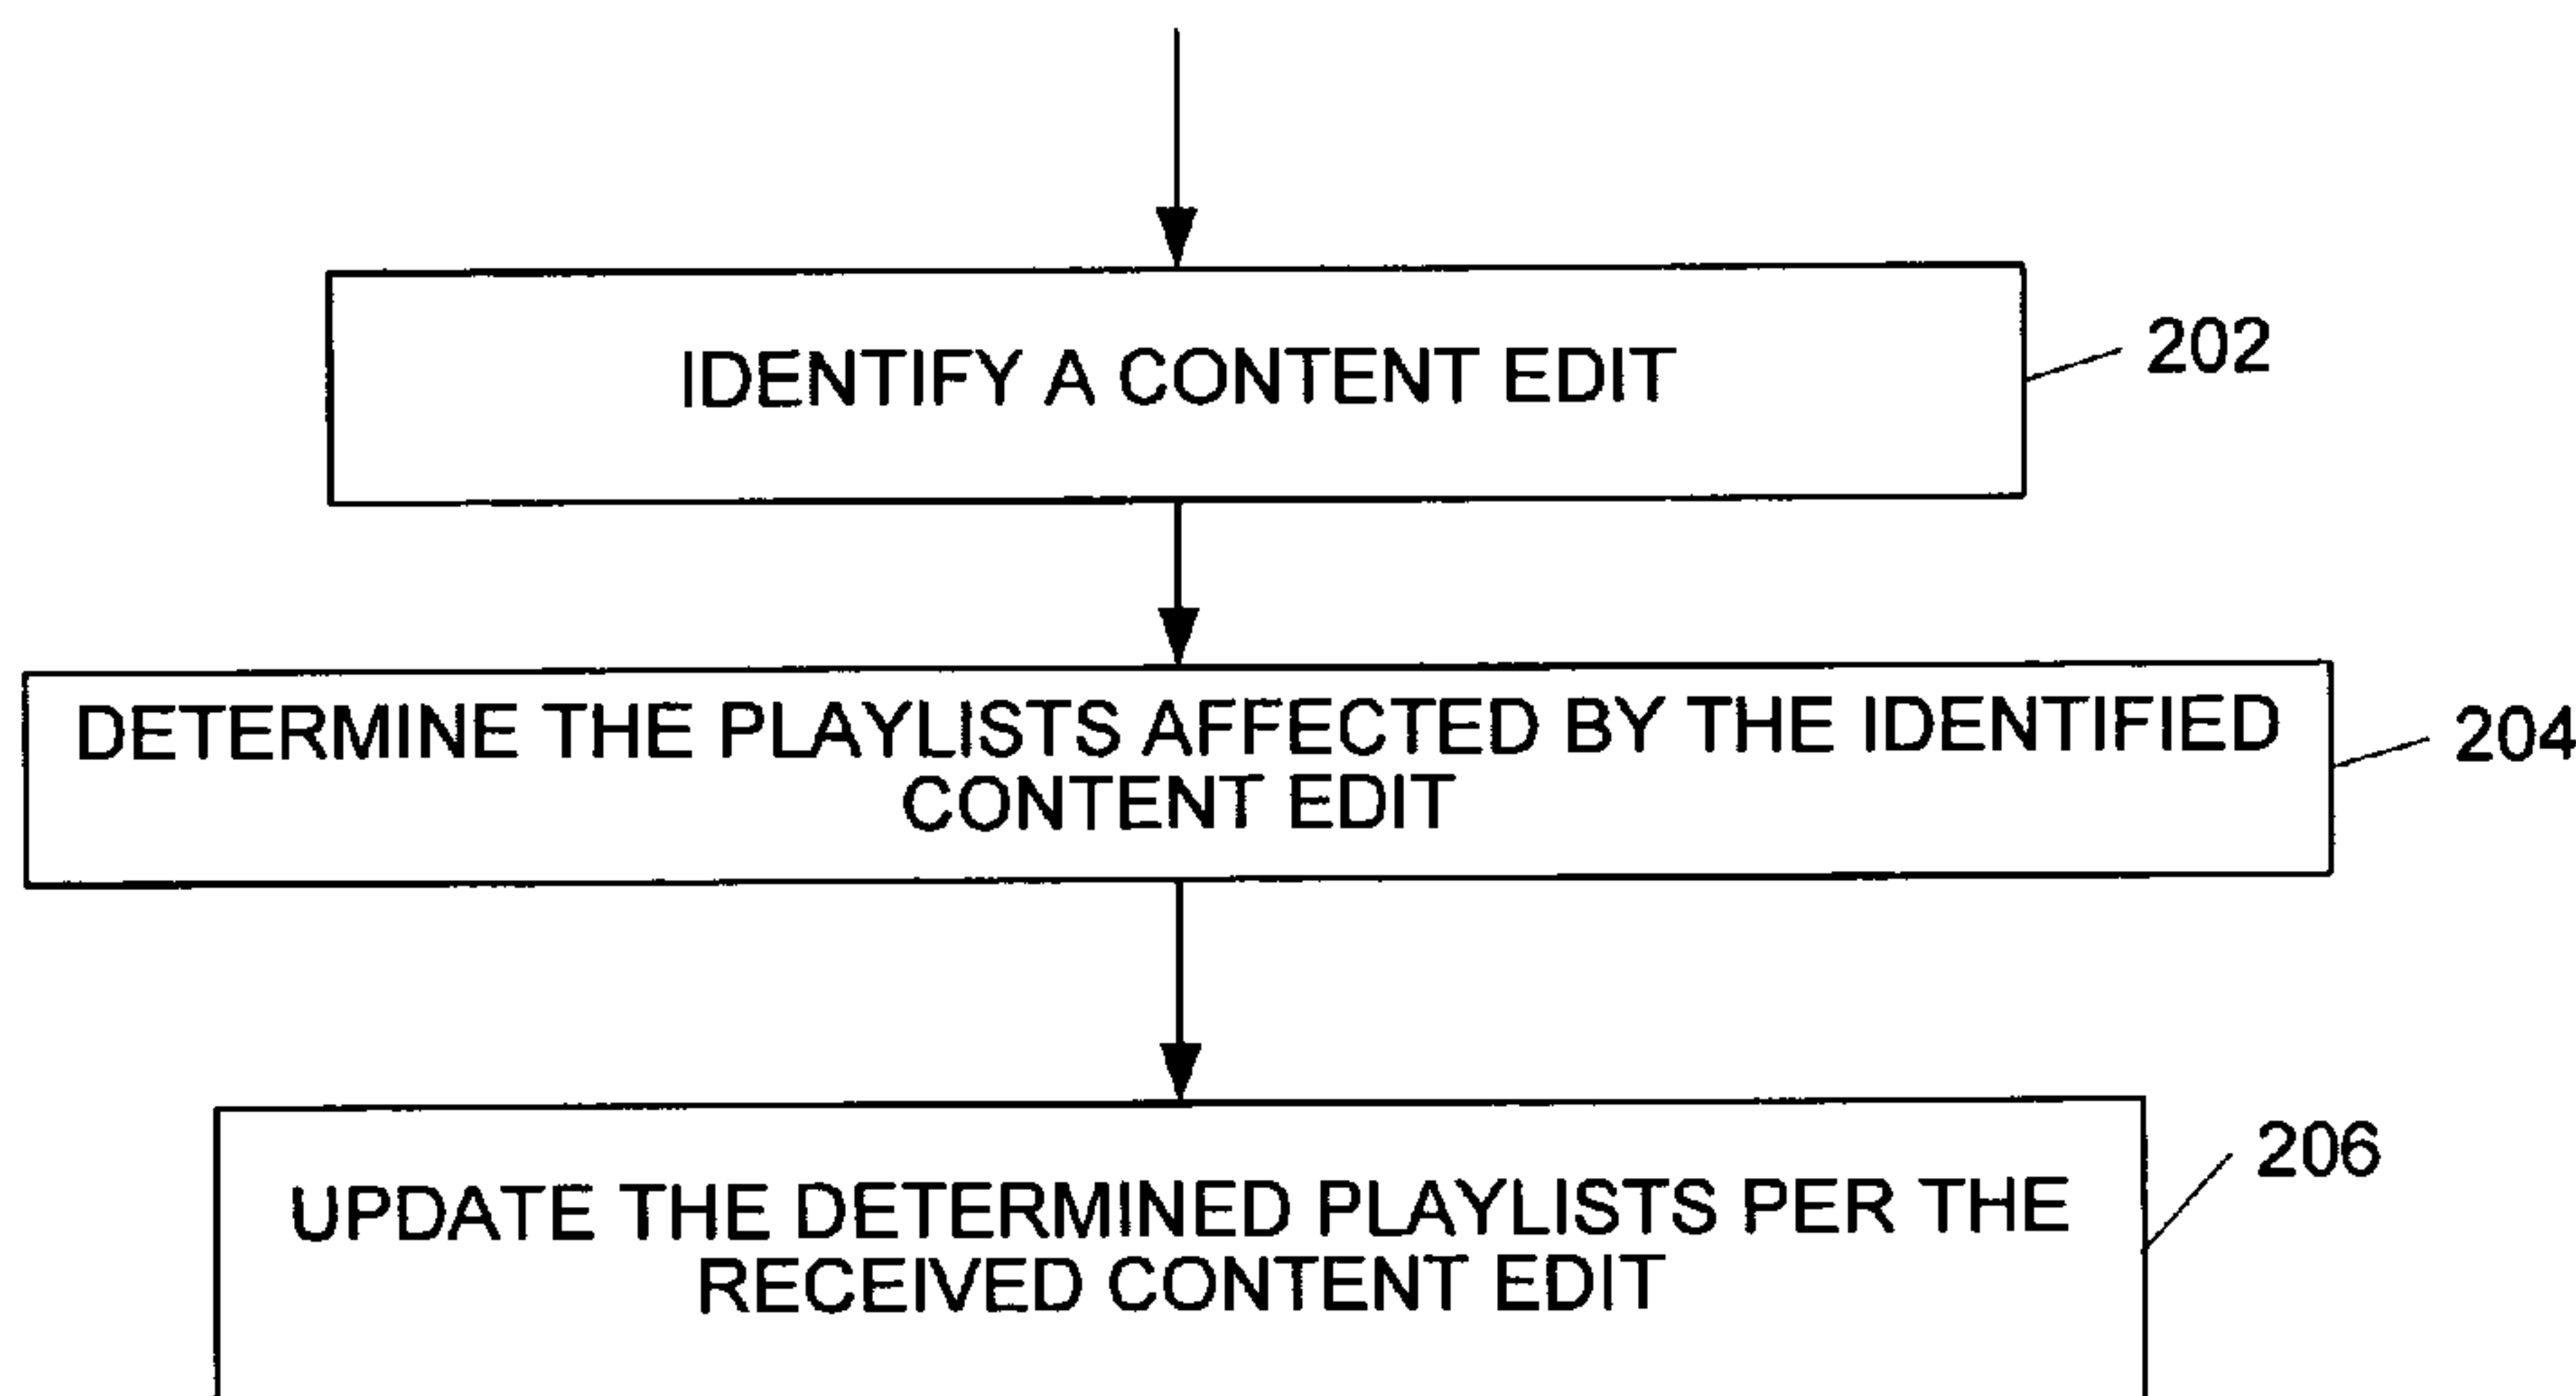 IDENTIFY A CONTENT EDIT
202
DETERMINE THE PLAYLISTS AFFECTED BY THE IDENTIFIED
CONTENT EDIT
204
UPDATE THE DETERMINED PLAYLISTS PER THE
RECEIVED CONTENT EDIT
206